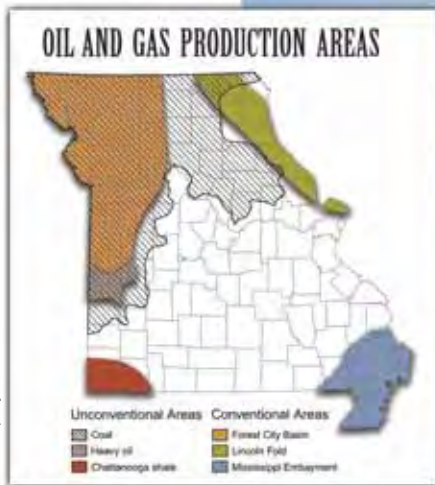 OIL AND GAS PRODUCTION AREAS
Unconventional Areas
Coal
Heavy oil
Chattanooga shale
Conventional Areas
Forest City Basin
Lincoln Fold
Mississippi Embayment